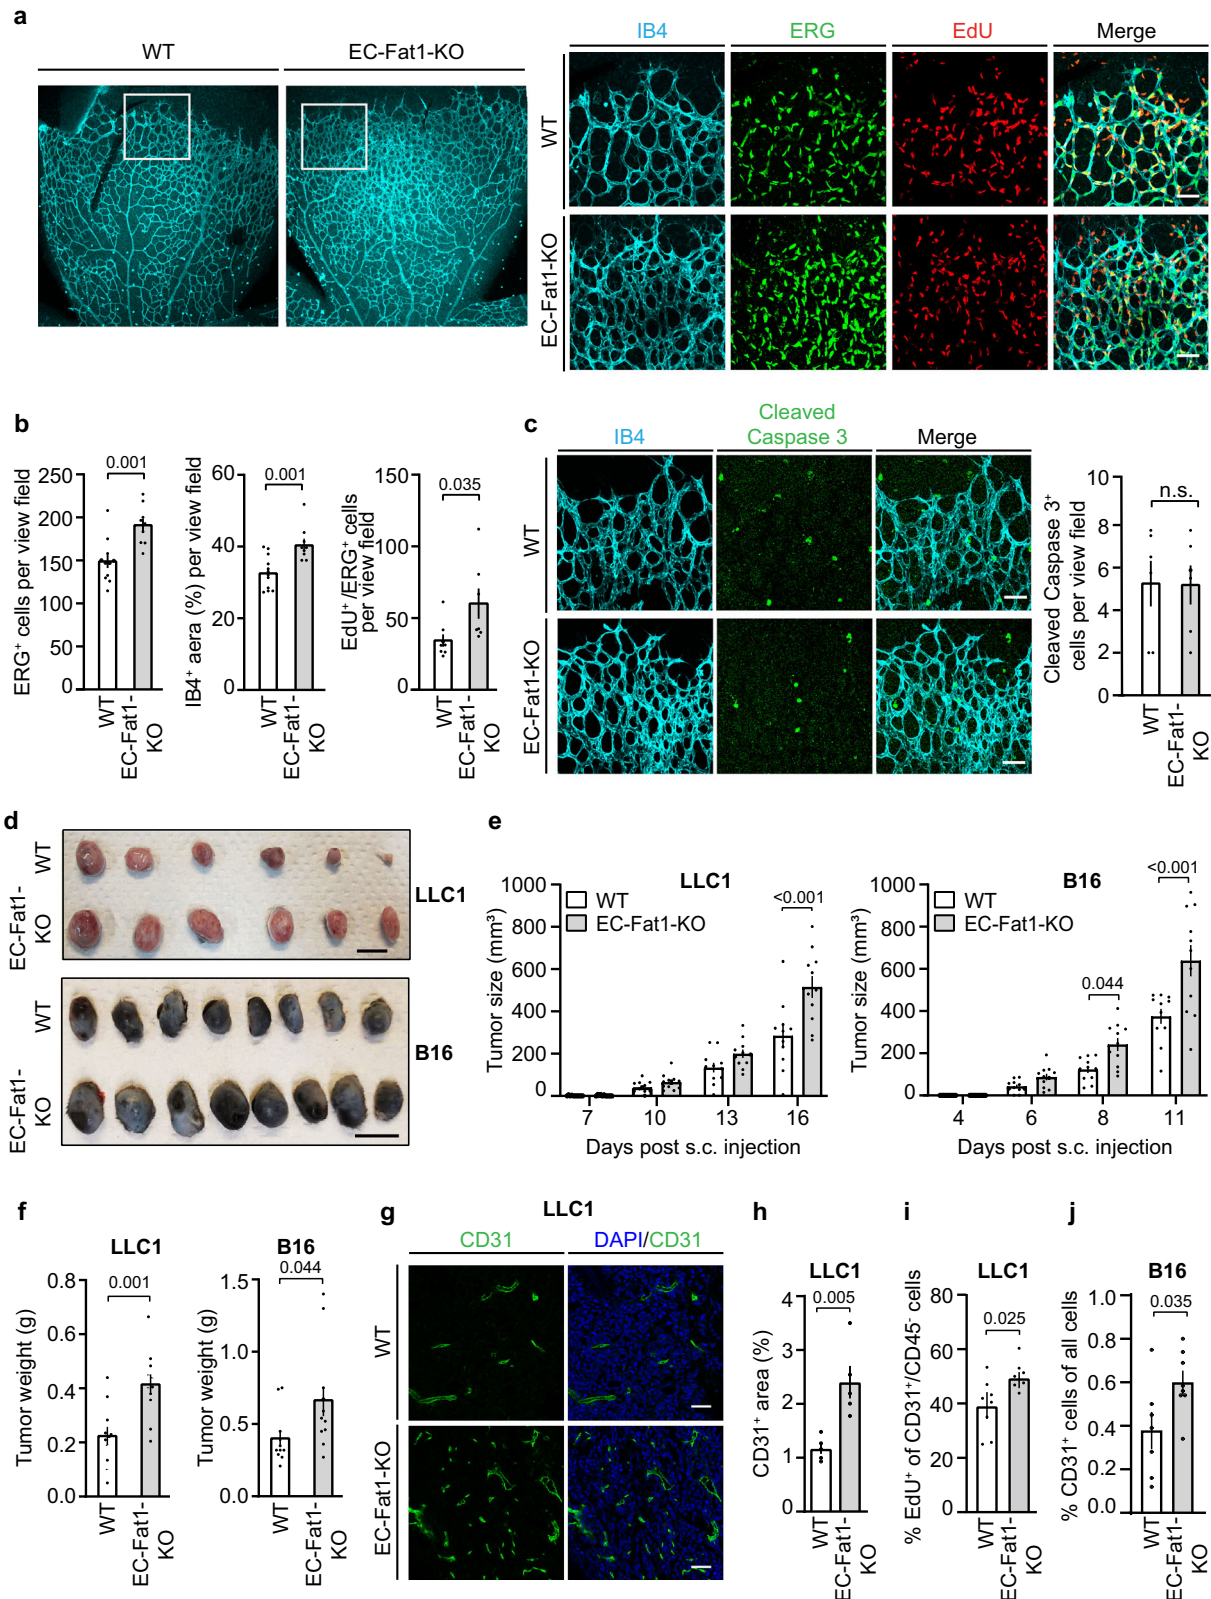 a
WT
EC-Fat1-KO
IB4
ERG
EdU
Merge
WT
EC-Fat1-KO
b
ERG⁺ cells per view field
250
200
150
100
50
0
0.001
WT
EC-Fat1-
KO
IB4⁺ aera (%) per view field
60
40
20
0
0.001
WT
EC-Fat1-
KO
EdU⁺/ERG⁺ cells
per view field
150
100
50
0
0.035
WT
EC-Fat1-
KO
c
IB4
Cleaved
Caspase 3
Merge
WT
EC-Fat1-KO
Cleaved Caspase 3⁺
cells per view field
10
8
6
4
2
0
n.s.
WT
EC-Fat1-
KO
d
WT
EC-Fat1-
KO
LLC1
WT
EC-Fat1-
KO
B16
e
LLC1
Tumor size (mm³)
1000
800
600
400
200
0
WT
EC-Fat1-KO
<0.001
7 10 13 16
Days post s.c. injection
B16
Tumor size (mm³)
1000
800
600
400
200
0
WT
EC-Fat1-KO
0.044
<0.001
4 6 8 11
Days post s.c. injection
f
LLC1
Tumor weight (g)
0.8
0.6
0.4
0.2
0.0
0.001
WT
EC-Fat1-
KO
B16
Tumor weight (g)
1.5
1.0
0.5
0.0
0.044
WT
EC-Fat1-
KO
g
LLC1
CD31
DAPI/CD31
WT
EC-Fat1-KO
h
LLC1
CD31⁺ area (%)
4
3
2
1
0
0.005
WT
EC-Fat1-
KO
i
LLC1
% EdU⁺ of CD31⁺/CD45⁻ cells
80
60
40
20
0
0.025
WT
EC-Fat1-
KO
j
B16
% CD31⁺ cells of all cells
1.0
0.8
0.6
0.4
0.2
0.0
0.035
WT
EC-Fat1-
KO